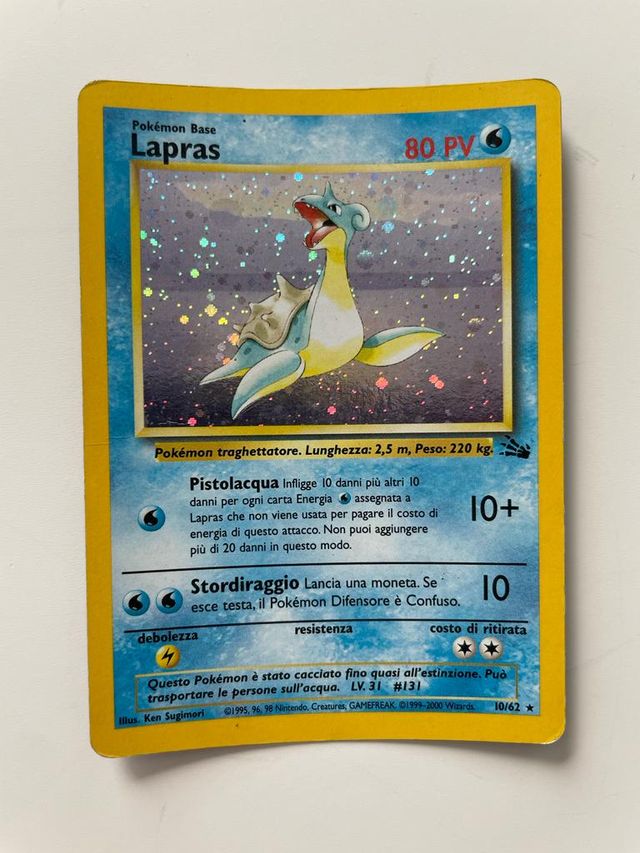 Pokémon Base
Lapras
80 PV
Pokémon traghettatore. Lunghezza: 2,5 m, Peso: 220 kg.
Pistolacqua Infligge 10 danni più altri 10
danni per ogni carta Energia assegnata a
Lapras che non viene usata per pagare il costo di
energia di questo attacco. Non puoi aggiungere
più di 20 danni in questo modo.
10+
Stordiraggio Lancia una moneta. Se
esce testa, il Pokémon Difensore è Confuso.
10
debolezza
resistenza
costo di ritirata
Questo Pokémon è stato cacciato fino quasi all'estinzione. Può
trasportare le persone sull'acqua. LV. 31 #131
Illus. Ken Sugimori
©1995, 96, 98 Nintendo, Creatures, GAMEFREAK. ©1999-2000 Wizards.
10/62